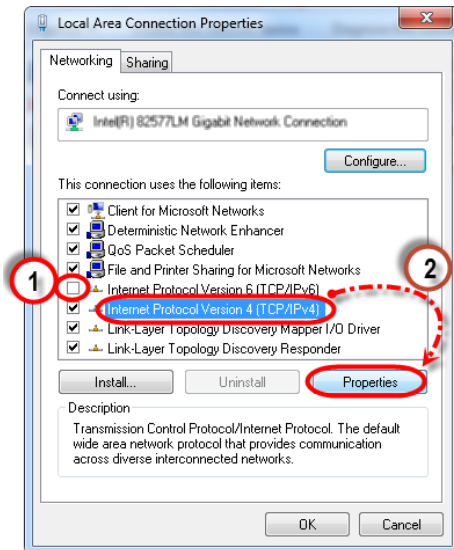 Local Area Connection Properties
Networking
Sharing
Connect using:
Intel(R) 82577LM Gigabit Network Connection
Configure...
This connection uses the following items:
Client for Microsoft Networks
Deterministic Network Enhancer
QoS Packet Scheduler
File and Printer Sharing for Microsoft Networks
2
1
Internet Protocol Version 6 (TCP/IPv6)
Internet Protocol Version 4 (TCP/IPv4)
Link-Layer Topology Discovery Mapper I/O Driver
Link-Layer Topology Discovery Responder
Install...
Uninstall
Properties
Description
Transmission Control Protocol/Internet Protocol. The default
wide area network protocol that provides communication
across diverse interconnected networks.
OK
Cancel